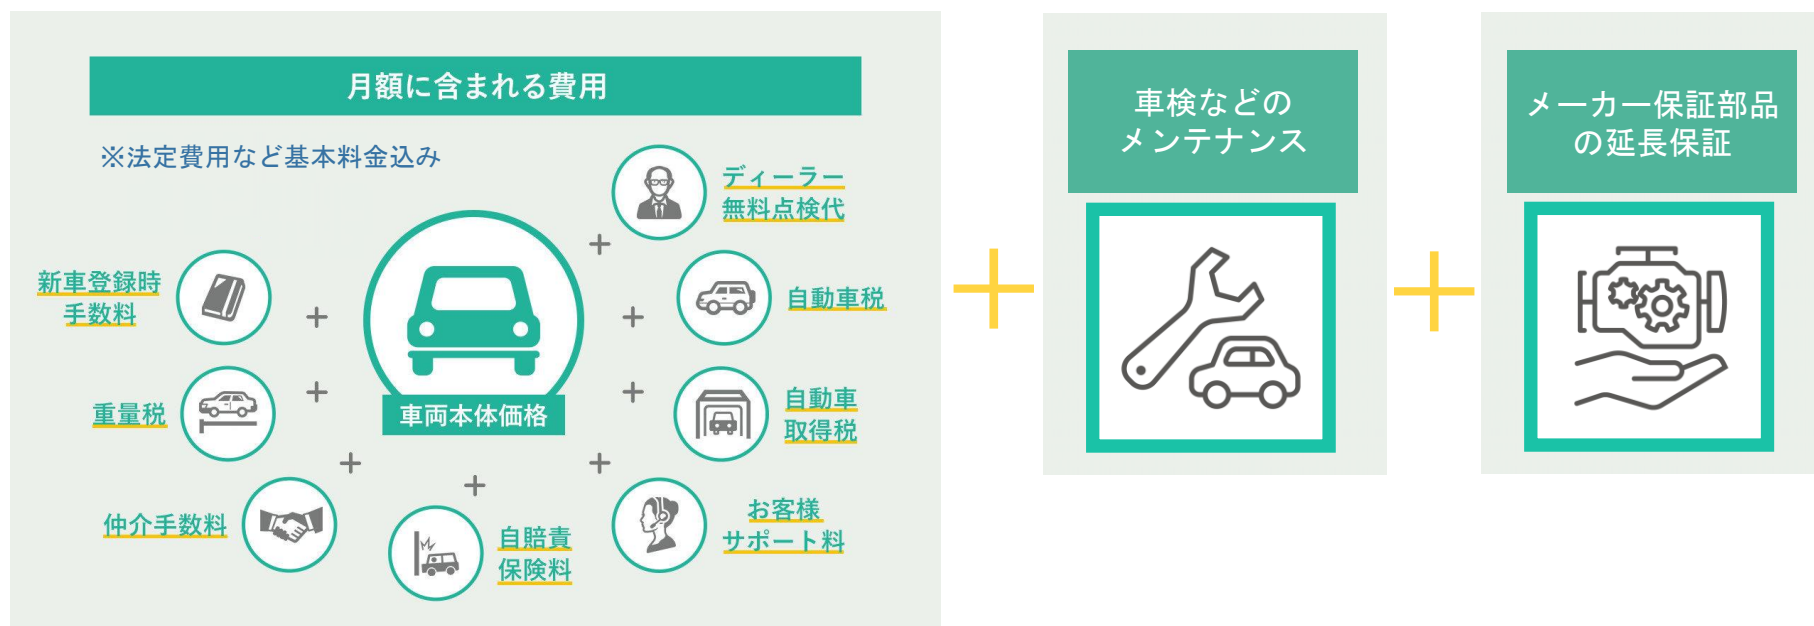 月額に含まれる費用
※法定費用など基本料金込み
ディーラー
無料点検代
新車登録時
手数料
自動車税
重量税
車両本体価格
自動車
取得税
仲介手数料
自賠責
保険料
お客様
サポート料
車検などの
メンテナンス
メーカー保証部品
の延長保証